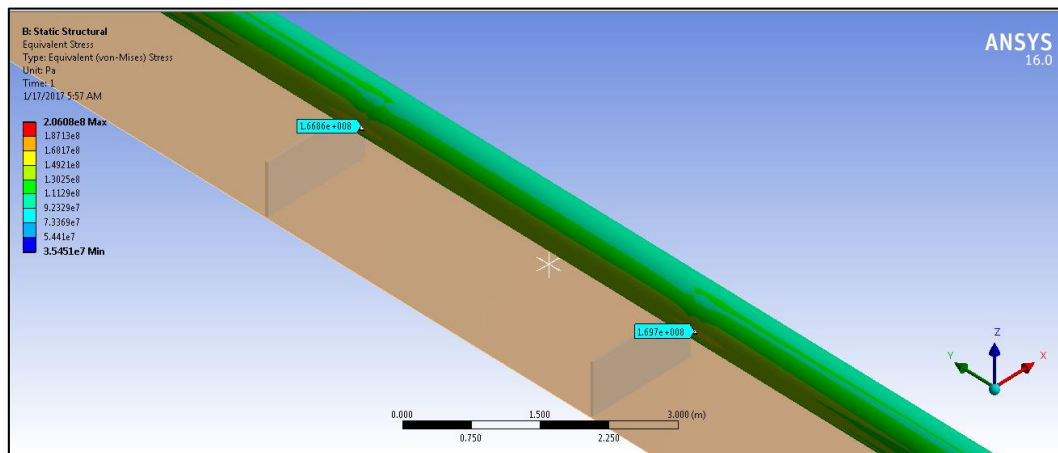 B: Static Structural
Equivalent Stress
Type: Equivalent (von-Mises) Stress
Unit: Pa
Time: 1
1/17/2017 5:57 AM
2.0608e8 Max
1.8713e8
1.6817e8
1.4921e8
1.3025e8
1.1129e8
9.2329e7
7.3369e7
5.441e7
3.5451e7 Min
ANSYS
16.0
1.6686e+008
1.697e+008
0.000
1.500
3.000 (m)
0.750
2.250
Y
Z
X